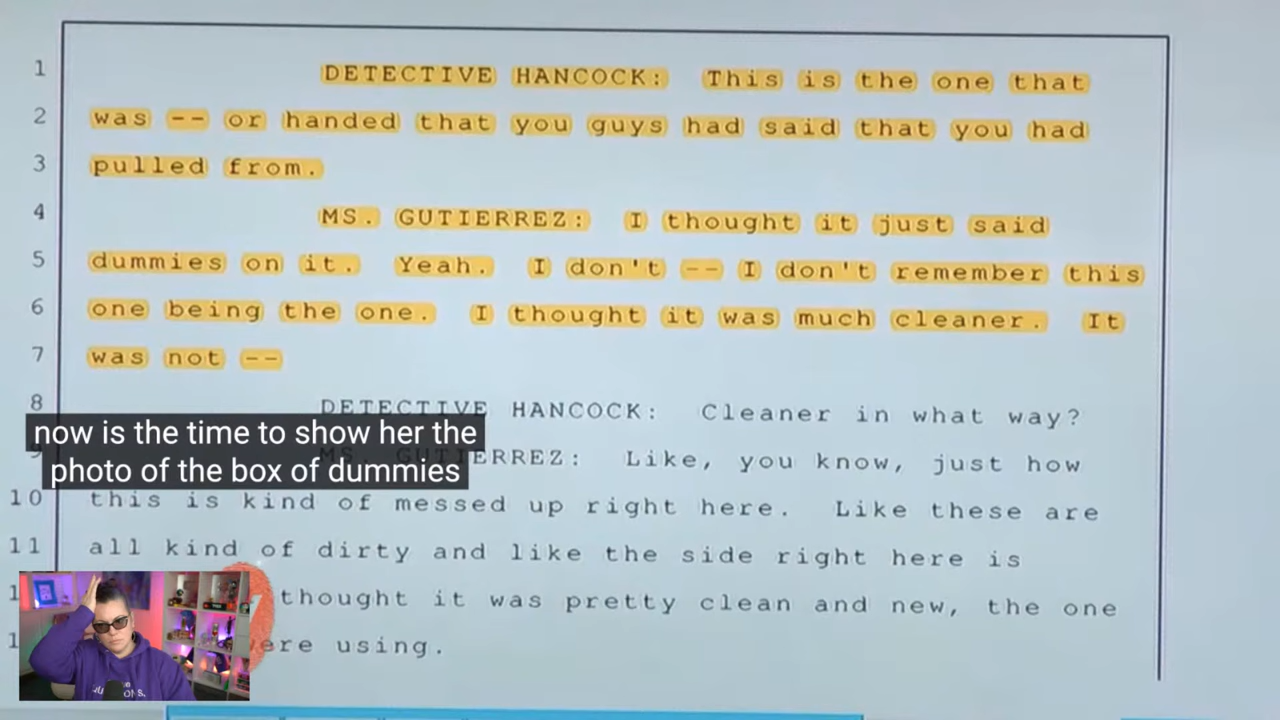 1 DETECTIVE HANCOCK: This is the one that
2 was -- or handed that you guys had said that you had
3 pulled from.
4 MS. GUTIERREZ: I thought it just said
5 dummies on it. Yeah. I don't -- I don't remember this
6 one being the one. I thought it was much cleaner. It
7 was not --
8 DETECTIVE HANCOCK: Cleaner in what way?
now is the time to show her the
photo of the box of dummies
GUTIERREZ: Like, you know, just how
10 this is kind of messed up right here. Like these are
11 all kind of dirty and like the side right here is
thought it was pretty clean and new, the one
using.